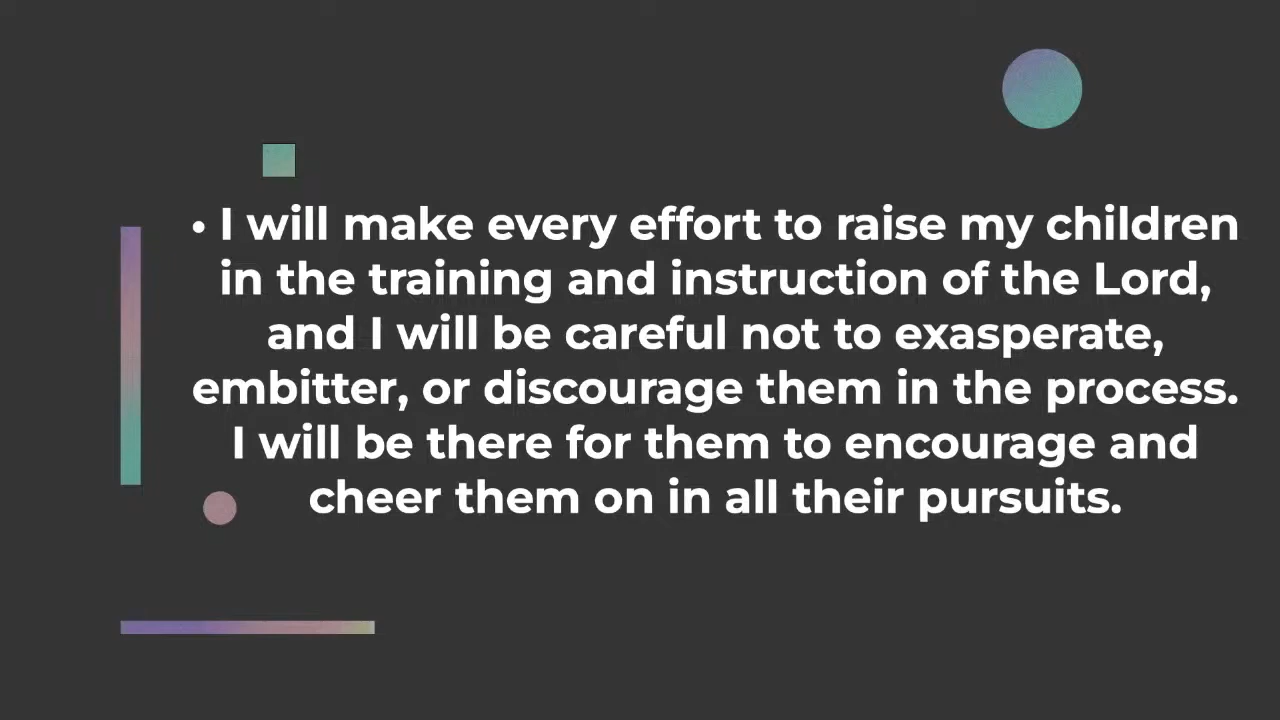 • I will make every effort to raise my children
in the training and instruction of the Lord,
and I will be careful not to exasperate,
embitter, or discourage them in the process.
I will be there for them to encourage and
cheer them on in all their pursuits.